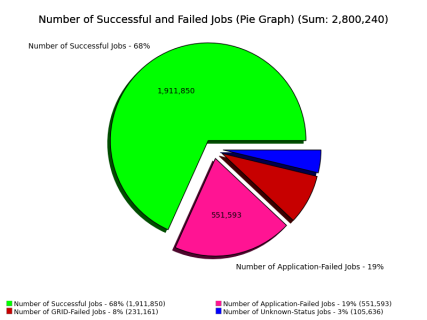 Number of Successful and Failed Jobs (Pie Graph) (Sum: 2,800,240)
Number of Successful Jobs - 68%
1,911,850
551,593
Number of Application-Failed Jobs - 19%
Number of Successful Jobs - 68% (1,911,850)
Number of Application-Failed Jobs - 19% (551,593)
Number of GRID-Failed Jobs - 8% (231,161)
Number of Unknown-Status Jobs - 3% (105,636)